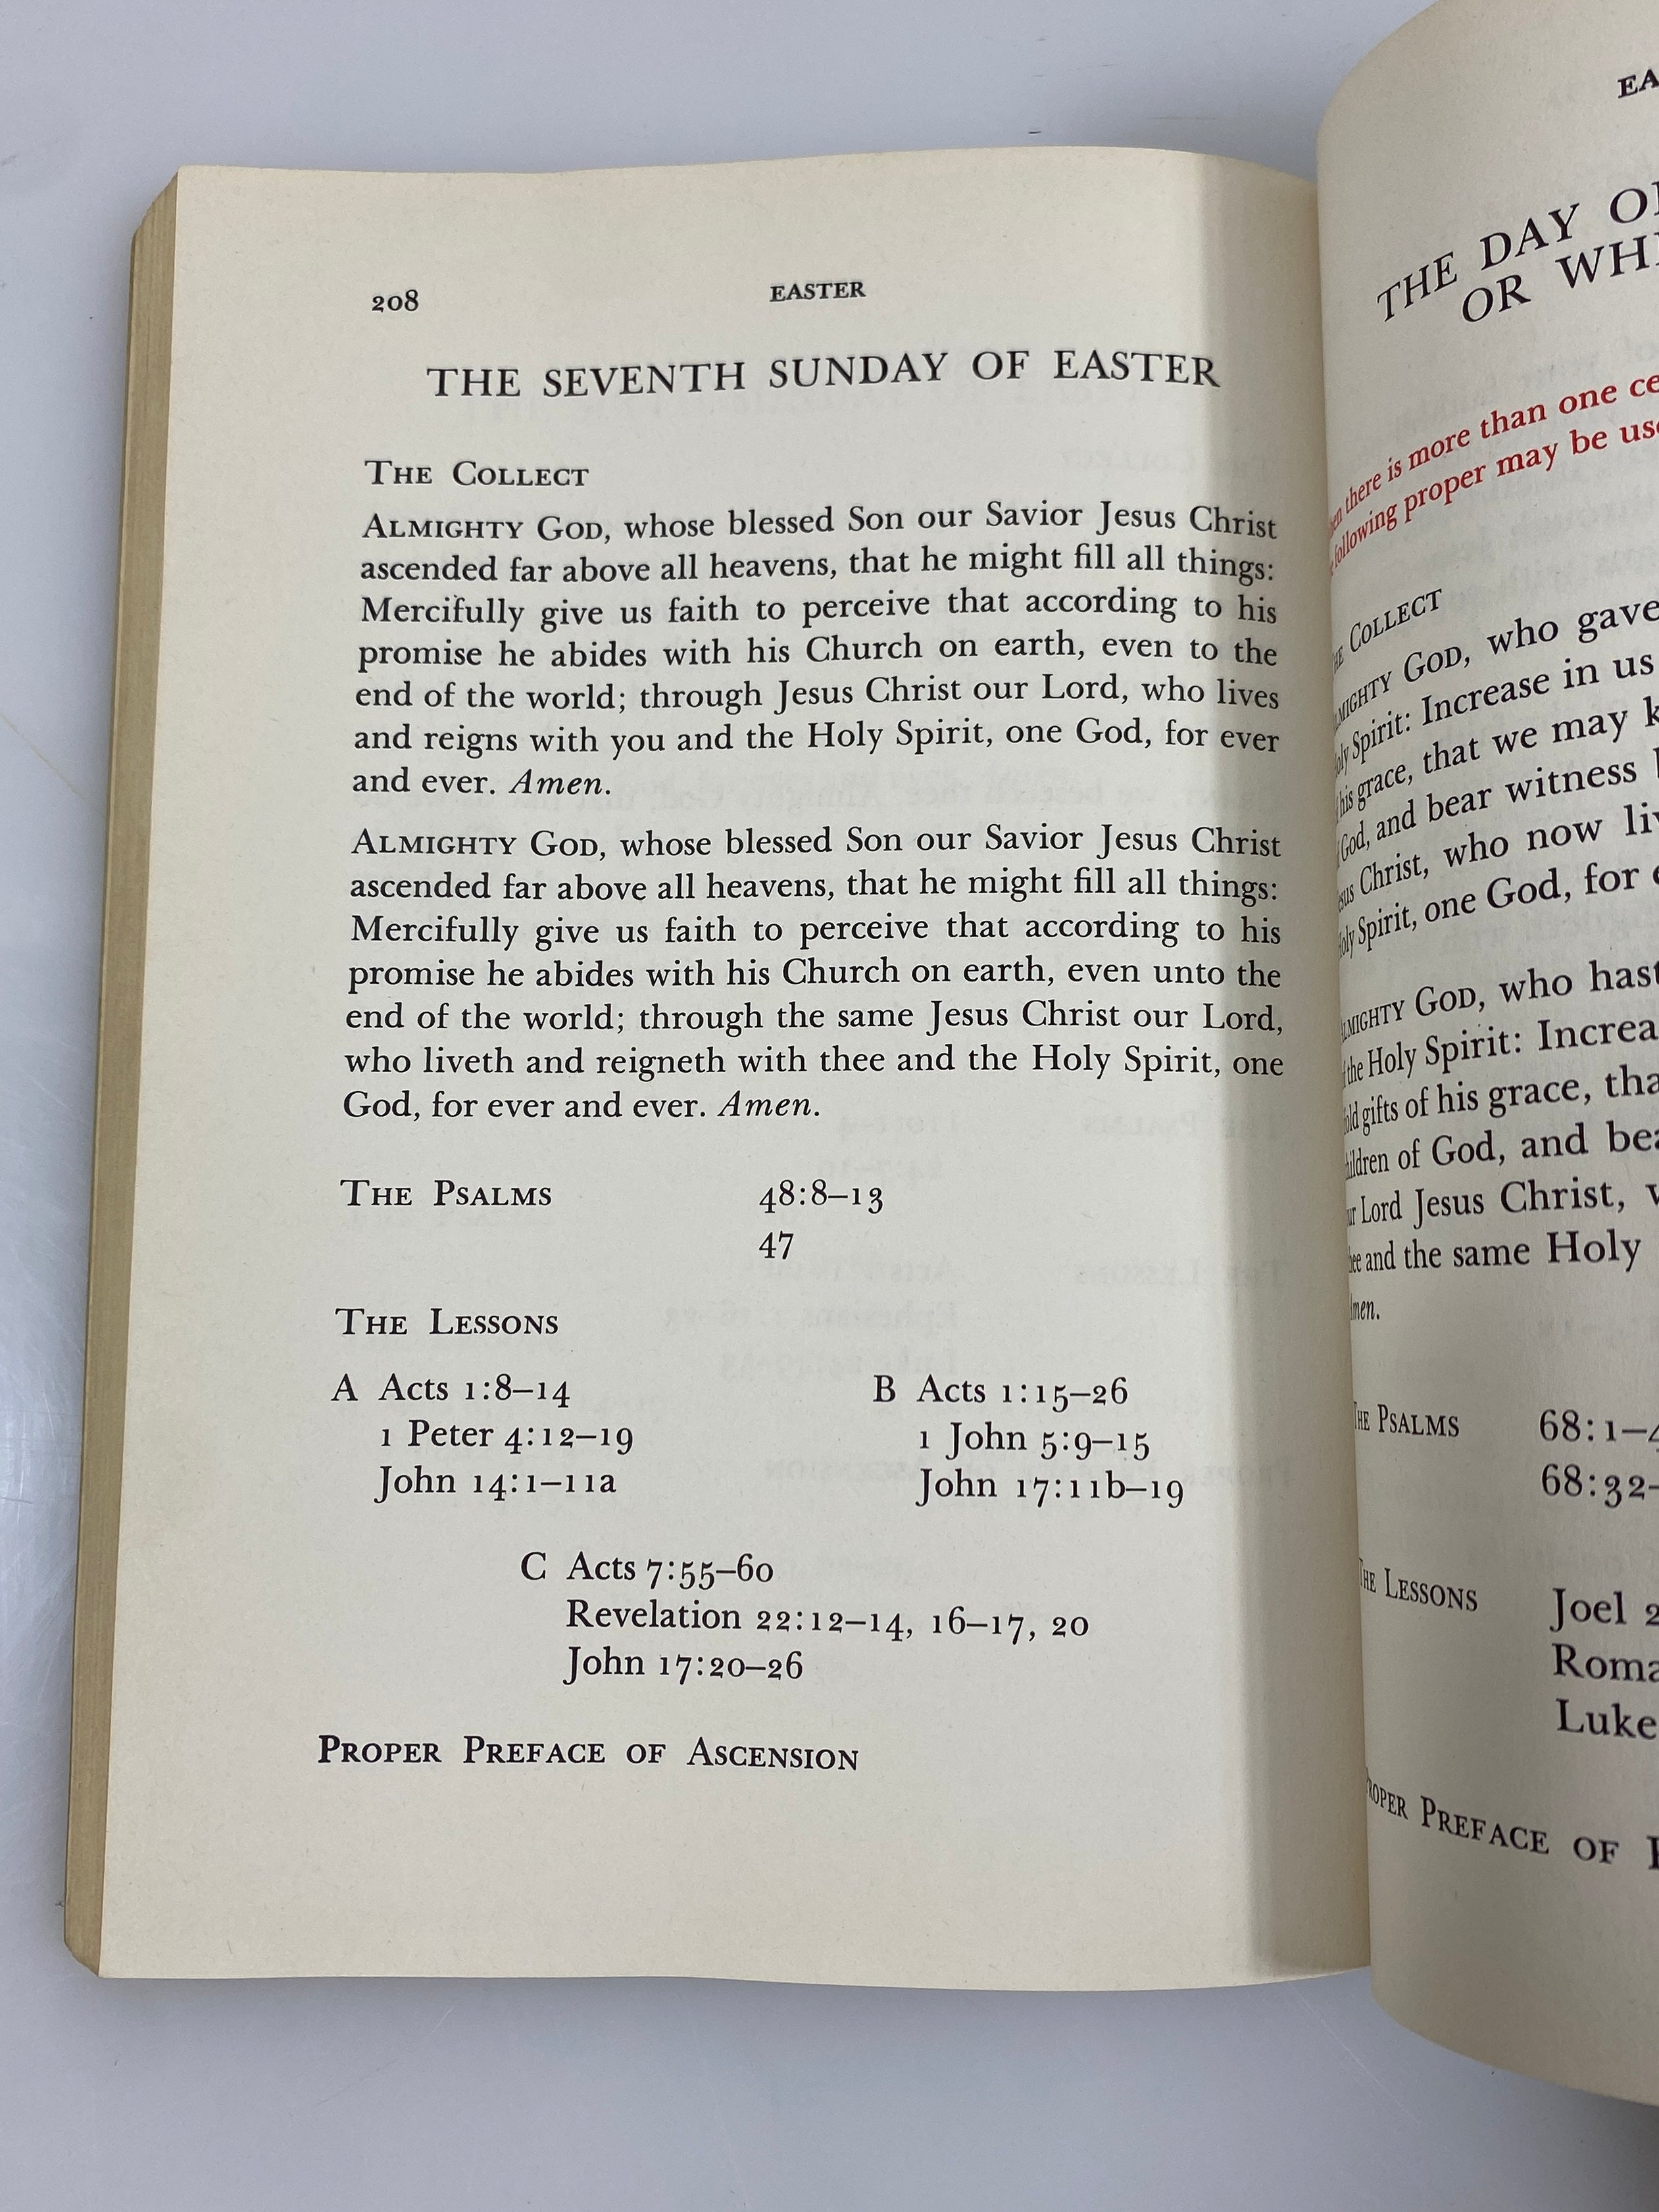 208 EASTER
THE SEVENTH SUNDAY OF EASTER
THE COLLECT
ALMIGHTY GOD, whose blessed Son our Savior Jesus Christ
ascended far above all heavens, that he might fill all things:
Mercifully give us faith to perceive that according to his
promise he abides with his Church on earth, even to the
end of the world; through Jesus Christ our Lord, who lives
and reigns with you and the Holy Spirit, one God, for ever
and ever. Amen.
ALMIGHTY GOD, whose blessed Son our Savior Jesus Christ
ascended far above all heavens, that he might fill all things:
Mercifully give us faith to perceive that according to his
promise he abides with his Church on earth, even unto the
end of the world; through the same Jesus Christ our Lord,
who liveth and reigneth with thee and the Holy Spirit, one
God, for ever and ever. Amen.
THE PSALMS 48:8–13
47
THE LESSONS
A Acts 1:8–14
1 Peter 4:12–19
John 14:1–11a
B Acts 1:15–26
1 John 5:9–15
John 17:11b–19
C Acts 7:55–60
Revelation 22:12–14, 16–17, 20
John 17:20–26
PROPER PREFACE OF ASCENSION
THE DAY
OR
there is more than one
following proper may be
COLLECT
GOD, who gave
Spirit: Increase in us
his grace, that we may
God, and bear witness
Christ, who now
Spirit, one God, for
GOD, who
the Holy Spirit:
gifts of his grace,
of God, and
Lord Jesus Christ,
and the same Holy
THE PSALMS 68:1–
68:32–
THE LESSONS Joel
Luke
PREFACE OF